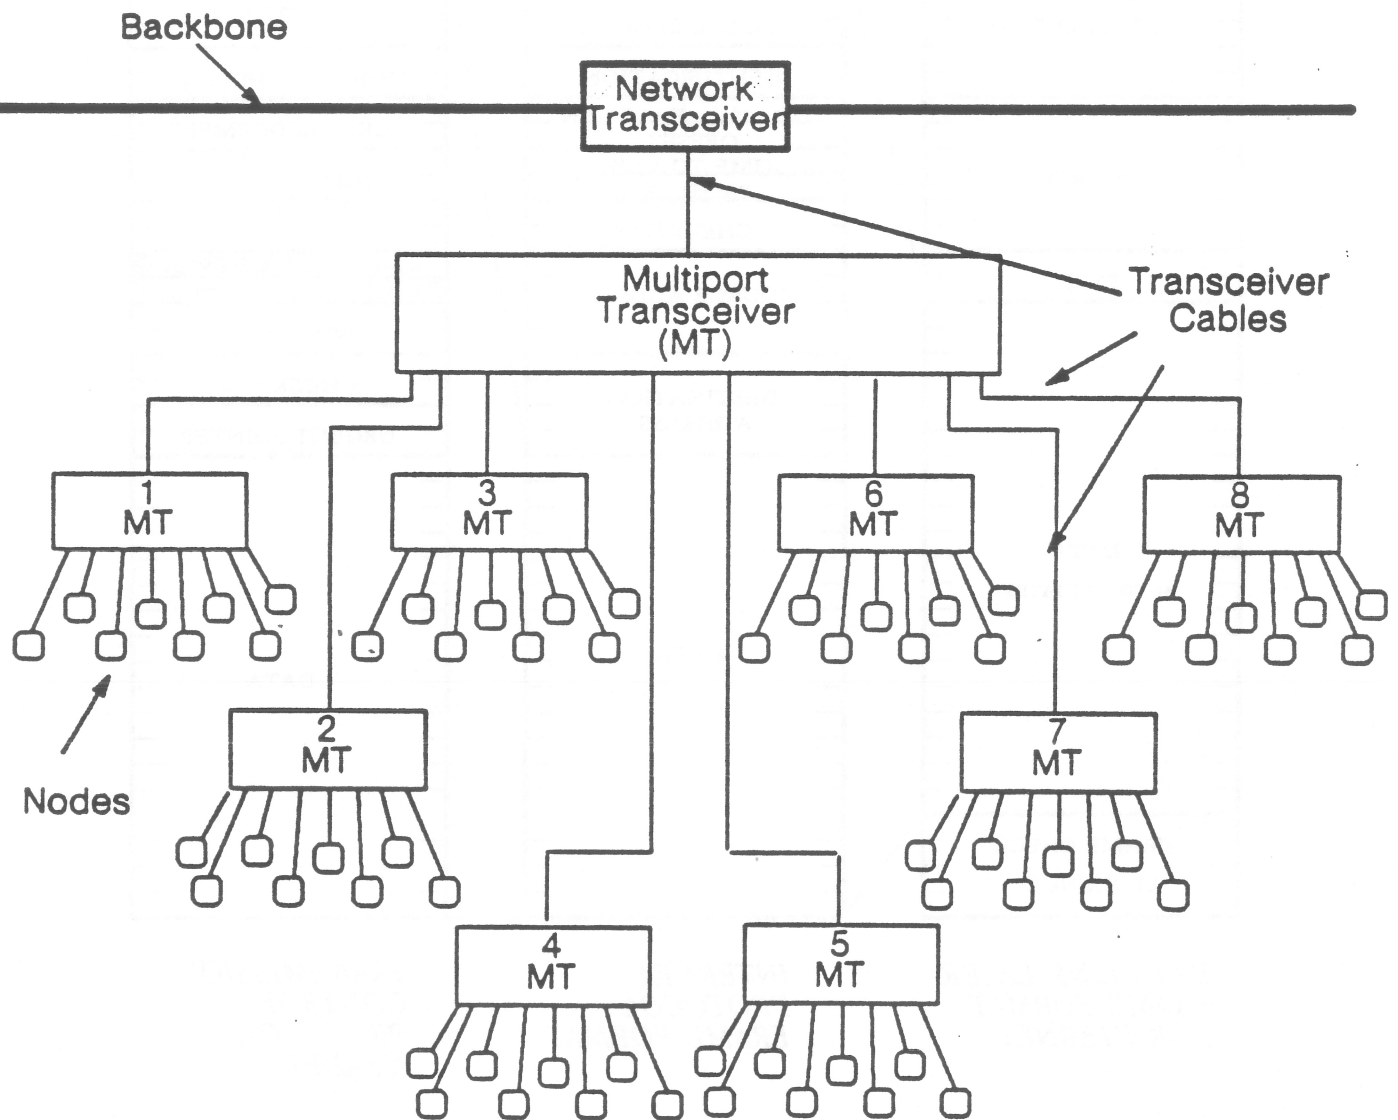 Backbone
Network
Transceiver
Multiport
Transceiver
(MT)
Transceiver
Cables
1
MT
3
MT
6
MT
8
MT
2
MT
7
MT
Nodes
4
MT
5
MT